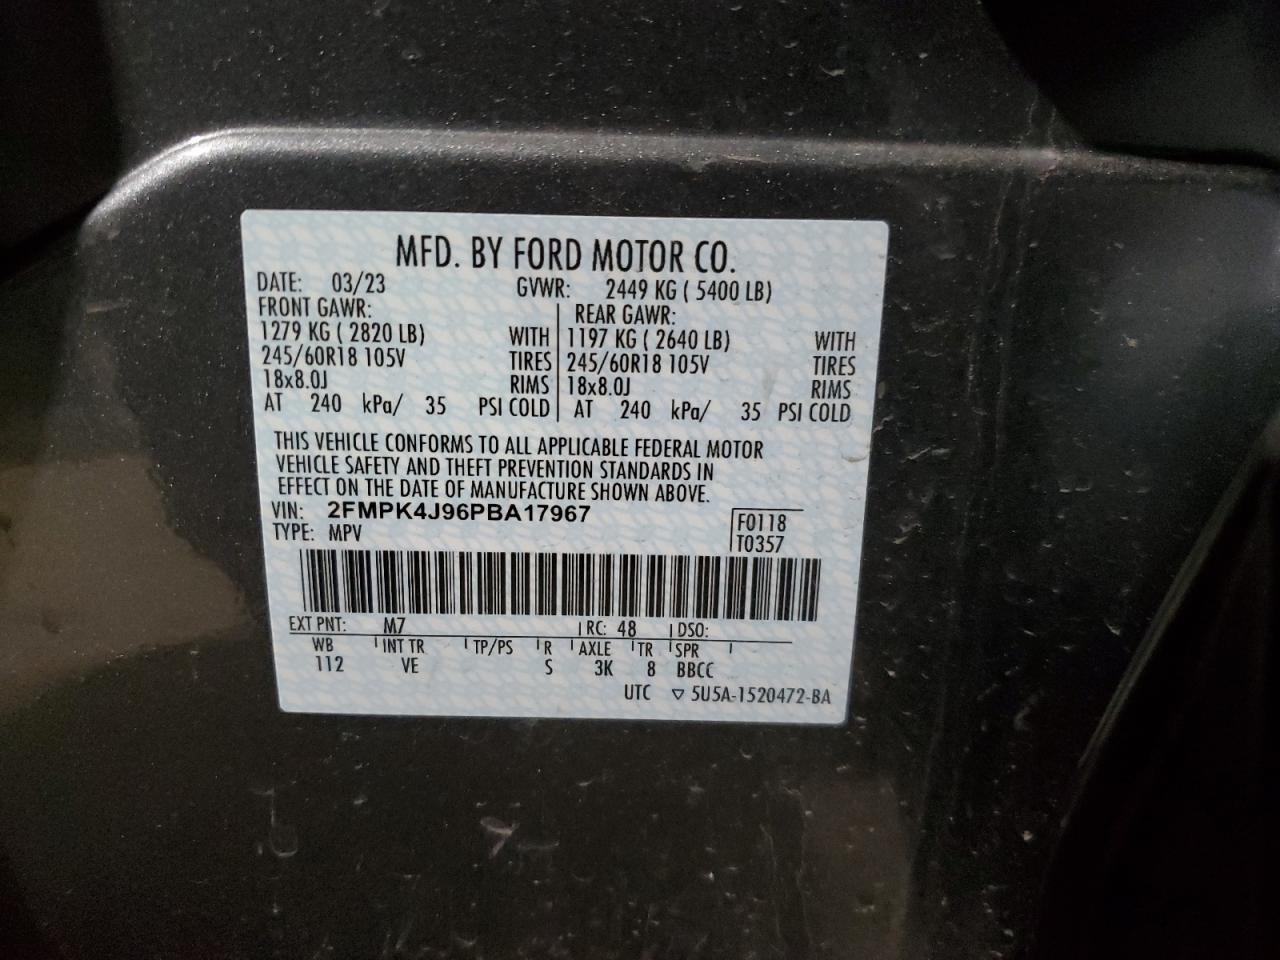 MFD. BY FORD MOTOR CO.
DATE: 03/23 GVWR: 2449 KG ( 5400 LB)
FRONT GAWR: REAR GAWR:
1279 KG ( 2820 LB) WITH 1197 KG ( 2640 LB) WITH
245/60R18 105V TIRES 245/60R18 105V TIRES
18x8.0J RIMS 18x8.0J RIMS
AT 240 kPa/ 35 PSI COLD AT 240 kPa/ 35 PSI COLD
THIS VEHICLE CONFORMS TO ALL APPLICABLE FEDERAL MOTOR
VEHICLE SAFETY AND THEFT PREVENTION STANDARDS IN
EFFECT ON THE DATE OF MANUFACTURE SHOWN ABOVE.
VIN: 2FMPK4J96PBA17967 F0118
TYPE: MPV T0357
EXT PNT: M7 RC: 48 DSO:
WB INT TR TP/PS R AXLE TR SPR
112 VE S 3K 8 BBCC
UTC ▽ 5U5A-1520472-BA